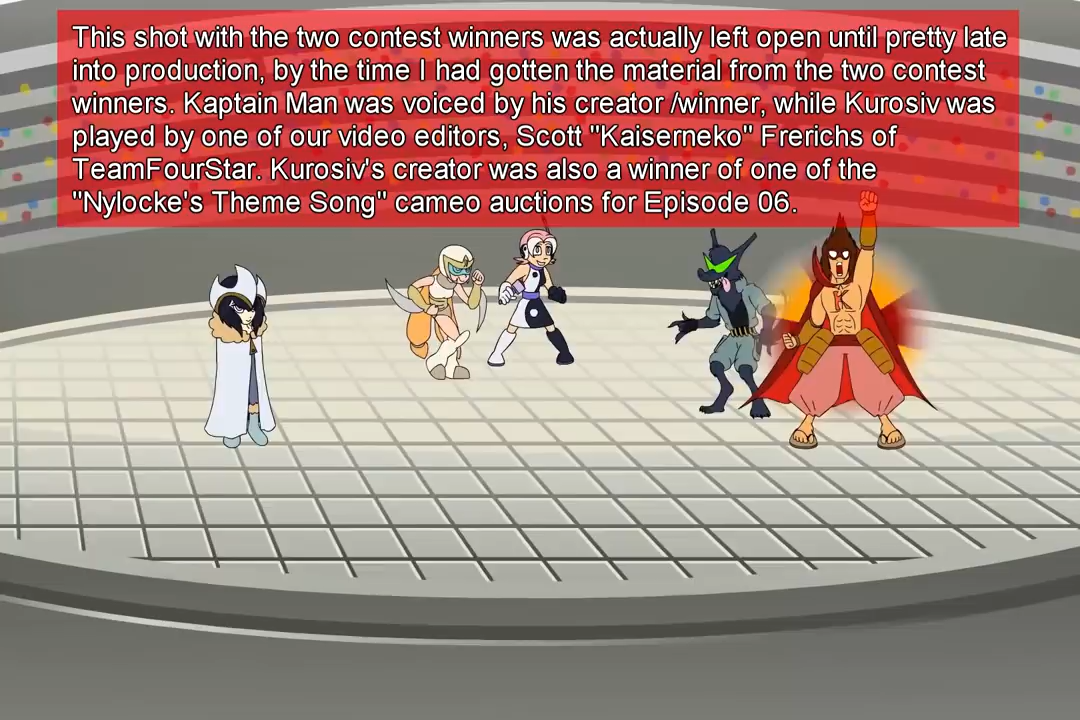 This shot with the two contest winners was actually left open until pretty late
into production, by the time I had gotten the material from the two contest
winners. Kaptain Man was voiced by his creator /winner, while Kurosiv was
played by one of our video editors, Scott "Kaiserneko" Frerichs of
TeamFourStar. Kurosiv's creator was also a winner of one of the
"Nylocke's Theme Song" cameo auctions for Episode 06.
K